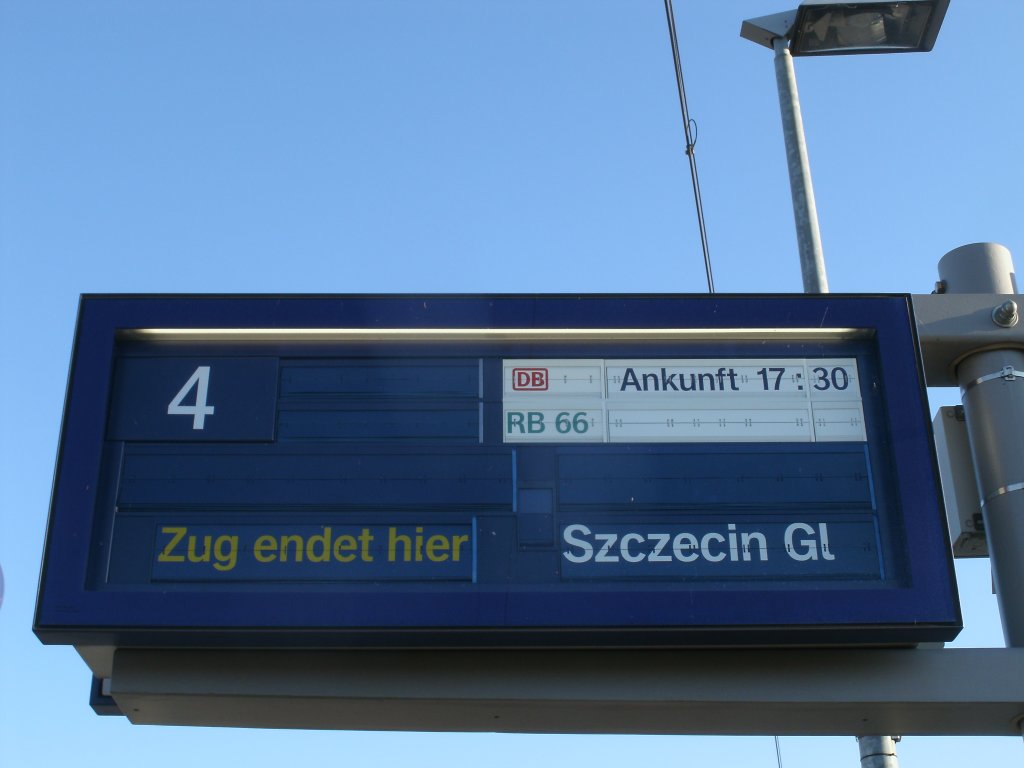 4
DB Ankunft 17:30
RB 66
Zug endet hier Szczecin Gl